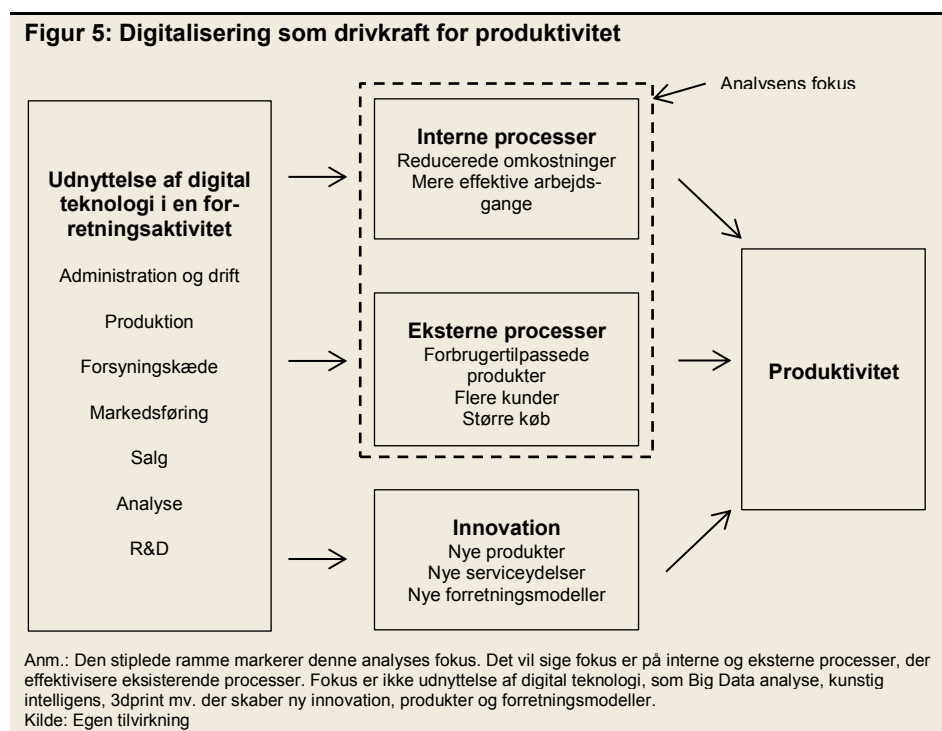 Figur 5: Digitalisering som drivkraft for produktivitet
Analysens fokus
Udnyttelse af digital
teknologi i en for-
retningsaktivitet
Administration og drift
Produktion
Forsyningskæde
Markedsføring
Salg
Analyse
R&D
Interne processer
Reducerede omkostninger
Mere effektive arbejds-
gange
Eksterne processer
Forbrugertilpassede
produkter
Flere kunder
Større køb
Innovation
Nye produkter
Nye serviceydelser
Nye forretningsmodeller
Produktivitet
Anm.: Den stiplede ramme markerer denne analyses fokus. Det vil sige fokus er på interne og eksterne processer, der
effektivisere eksisterende processer. Fokus er ikke udnyttelse af digital teknologi, som Big Data analyse, kunstig
intelligens, 3dprint mv. der skaber ny innovation, produkter og forretningsmodeller.
Kilde: Egen tilvirkning